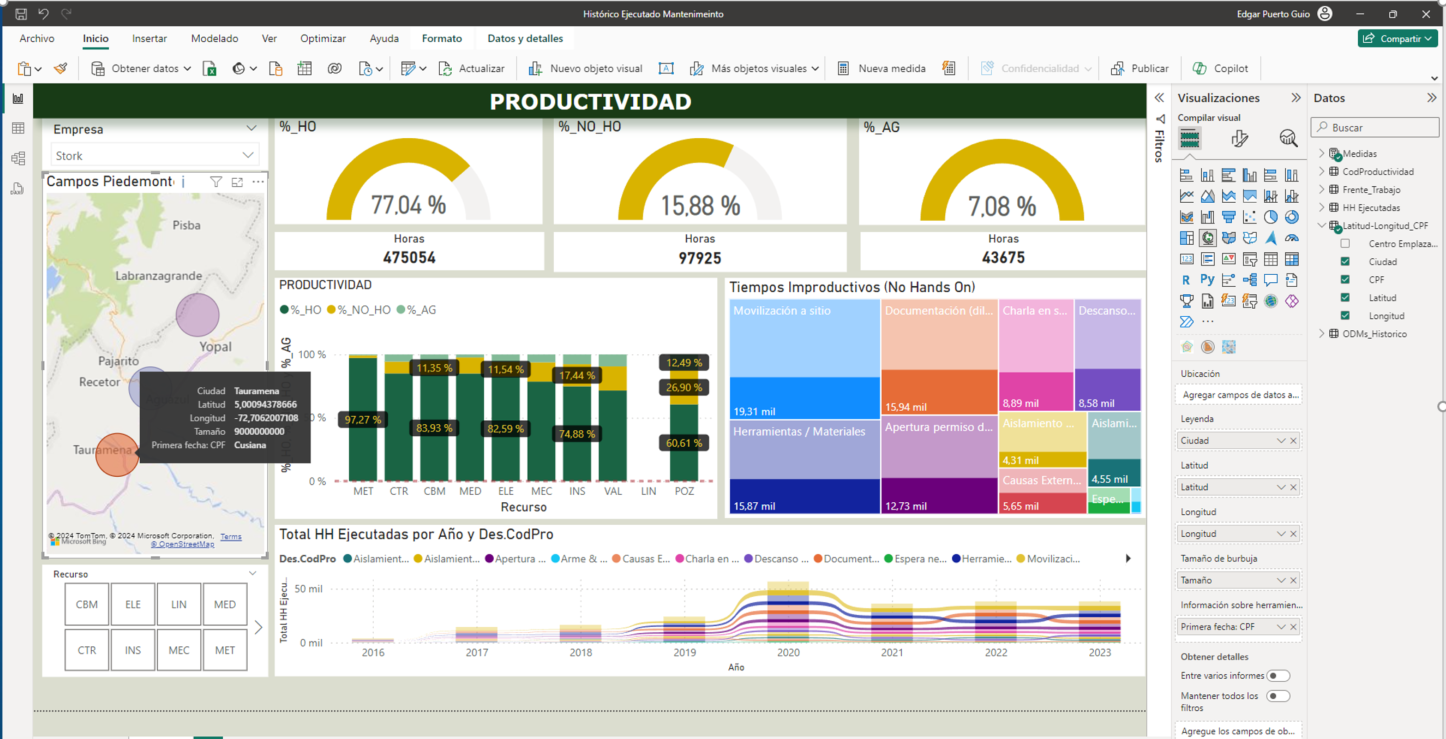 Histórico Ejecutado Mantenimeinto
Edgar Puerto Guio
Archivo Inicio Insertar Modelado Ver Optimizar Ayuda Formato Datos y detalles
Compartir
Obtener datos Actualizar Nuevo objeto visual Más objetos visuales Nueva medida Confidencialidad Publicar Copilot
PRODUCTIVIDAD
Empresa
Stork
Campos Piedemont
Pisba
Labranzagrande
Yopal
Pajarito
Recetor
Tauramena
Ciudad Tauramena
Latitud 5,00094378666
Longitud -72,7062007108
Tamaño 9000000000
Primera fecha: CPF Cusiana
© 2024 TomTom, © 2024 Microsoft Corporation, Terms
Microsoft Bing © OpenStreetMap
Recurso
CBM ELE LIN MED
CTR INS MEC MET
%_HO
77,04 %
Horas
475054
%_NO_HO
15,88 %
Horas
97925
%_AG
7,08 %
Horas
43675
PRODUCTIVIDAD
%_HO %_NO_HO %_AG
%_AG
100 %
0 %
97,27 %
11,35 %
83,93 %
11,54 %
82,59 %
17,44 %
74,88 %
12,49 %
26,90 %
60,61 %
MET CTR CBM MED ELE MEC INS VAL LIN POZ
Recurso
Tiempos Improductivos (No Hands On)
Movilización a sitio
19,31 mil
Herramientas / Materiales
15,87 mil
Documentación (dil...
15,94 mil
Apertura permiso d...
12,73 mil
Charla en s...
8,89 mil
Descanso...
8,58 mil
Aislamiento ...
4,31 mil
Causas Extern...
5,65 mil
Aislami...
4,55 mil
Espe...
Total HH Ejecutadas por Año y Des.CodPro
Des.CodPro Aislamient... Aislamient... Apertura ... Arme & ... Causas E... Charla en ... Descanso ... Document... Espera ne... Herramie... Movilizaci...
Total HH Ejecu...
50 mil
0 mil
2016 2017 2018 2019 2020 2021 2022 2023
Año
Filtros
Visualizaciones
Compilar visual
R Py
Ubicación
Agregar campos de datos a...
Leyenda
Ciudad
Latitud
Latitud
Longitud
Longitud
Tamaño de burbuja
Tamaño
Información sobre herramien...
Primera fecha: CPF
Obtener detalles
Entre varios informes
Mantener todos los
filtros
Agregue los campos de ob...
Datos
Buscar
Medidas
CodProductividad
Frente_Trabajo
HH Ejecutadas
Latitud-Longitud_CPF
Centro Emplaza...
Ciudad
CPF
Latitud
Longitud
ODMs_Historico